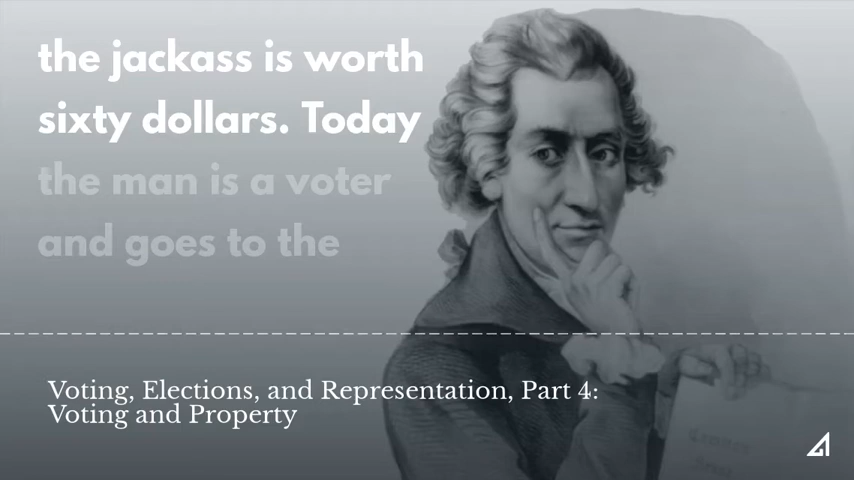 the jackass is worth
sixty dollars. Today
the man is a voter
and goes to the
Voting, Elections, and Representation, Part 4:
Voting and Property